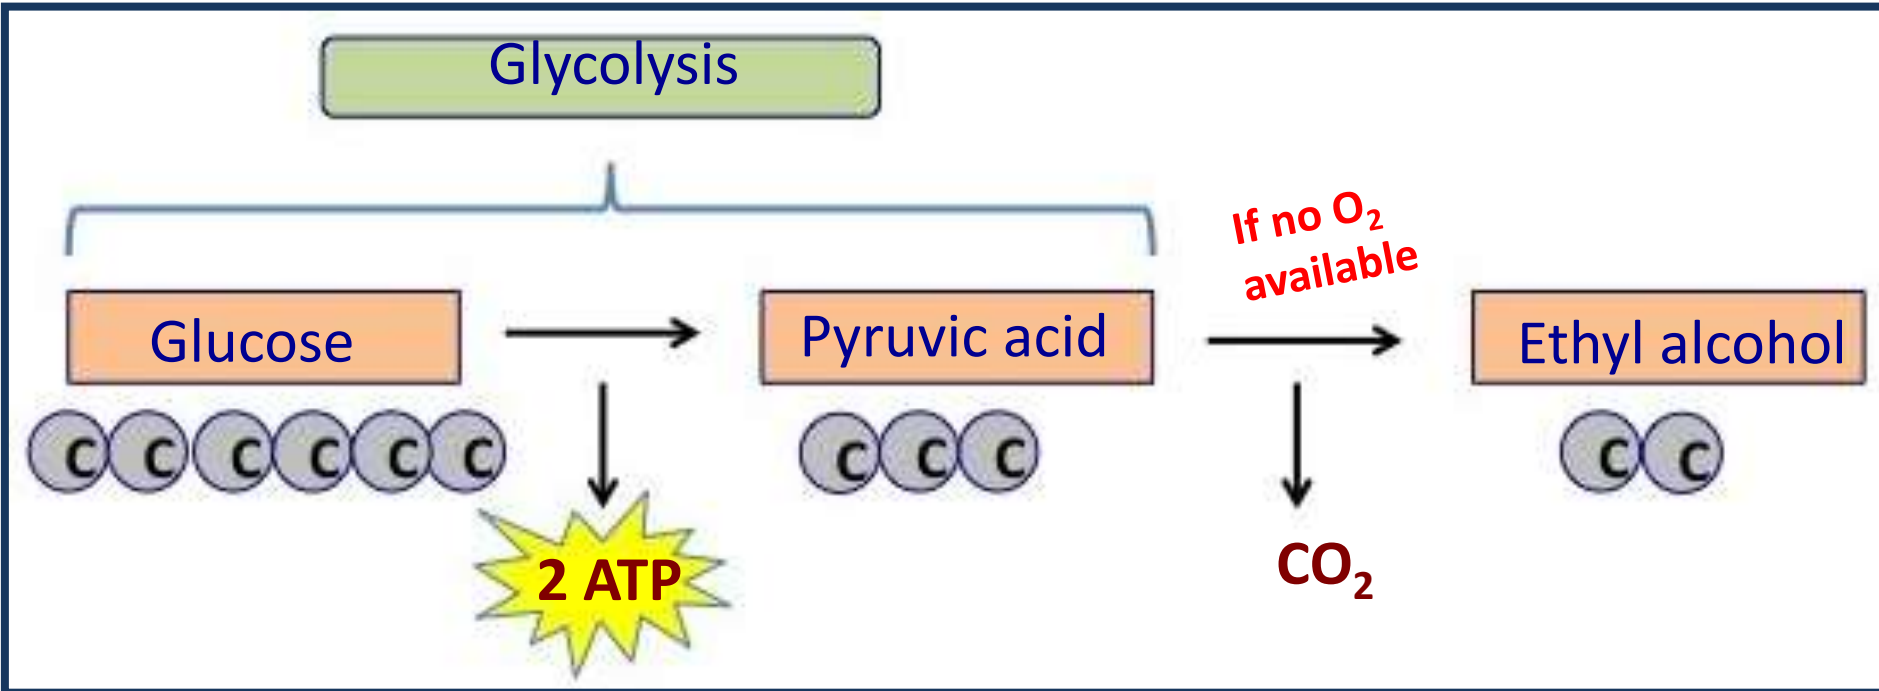 Glycolysis
If no O₂
available
Glucose
Pyruvic acid
Ethyl alcohol
C C C C C C
C C C
C C
2 ATP
CO₂